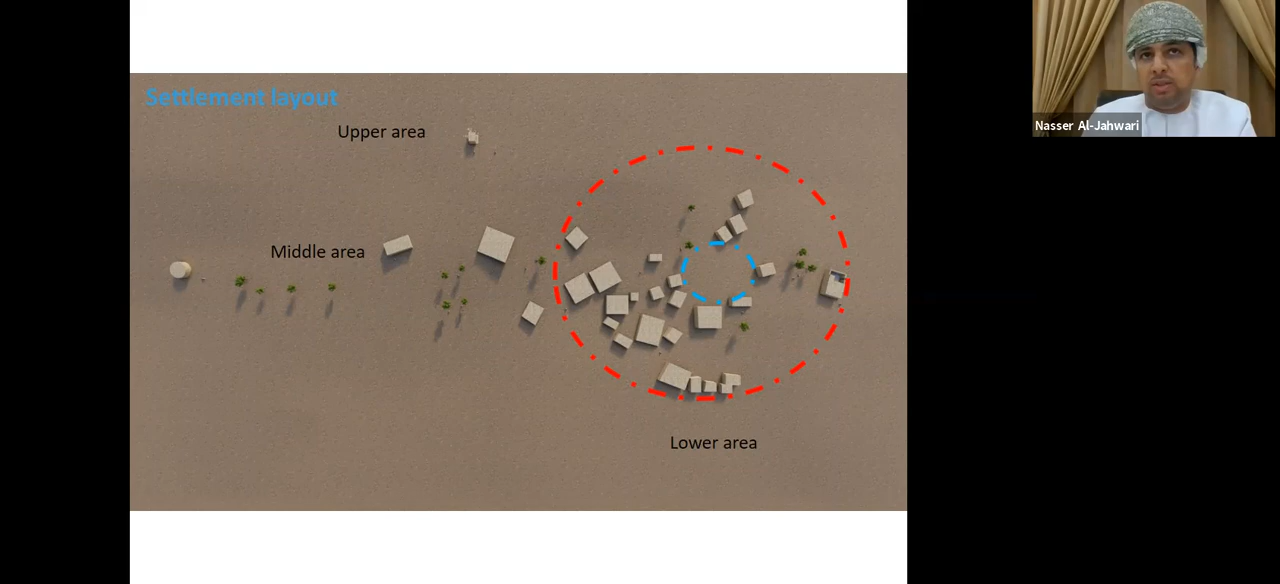 Settlement layout
Upper area
Middle area
Lower area
Nasser Al-Jahwari